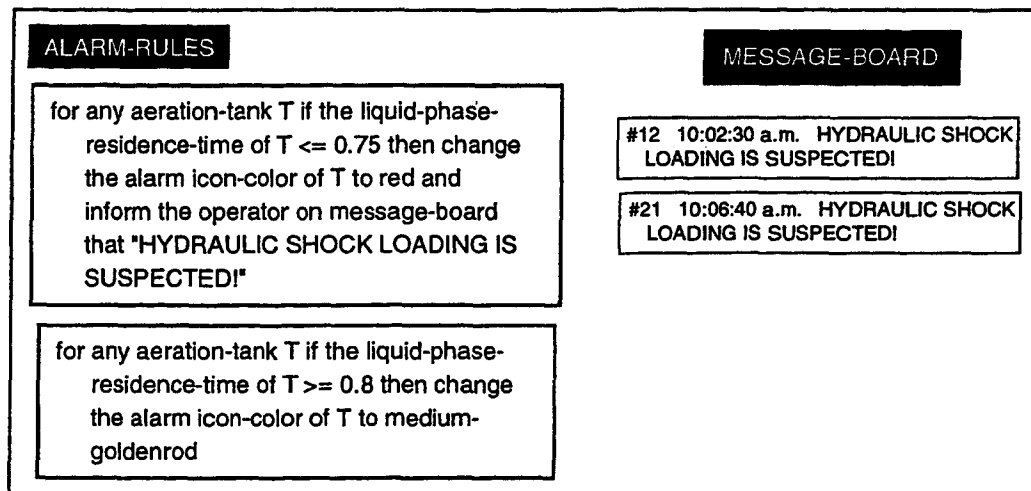 ALARM-RULES
for any aeration-tank T if the liquid-phase-
residence-time of T <= 0.75 then change
the alarm icon-color of T to red and
inform the operator on message-board
that "HYDRAULIC SHOCK LOADING IS
SUSPECTED!"
for any aeration-tank T if the liquid-phase-
residence-time of T >= 0.8 then change
the alarm icon-color of T to medium-
goldenrod
MESSAGE-BOARD
#12 10:02:30 a.m. HYDRAULIC SHOCK
LOADING IS SUSPECTED!
#21 10:06:40 a.m. HYDRAULIC SHOCK
LOADING IS SUSPECTED!